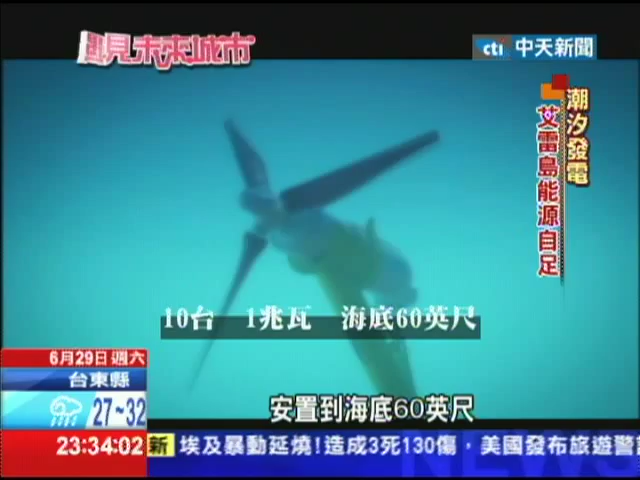 遇見未來城市
cti 中天新聞
潮汐發電
艾雷島能源自足
10台 1兆瓦 海底60英尺
安置到海底60英尺
6月29日週六
台東縣
27~32
23:34:02
新 埃及暴動延燒!造成3死130傷,美國發布旅遊警
NEWS